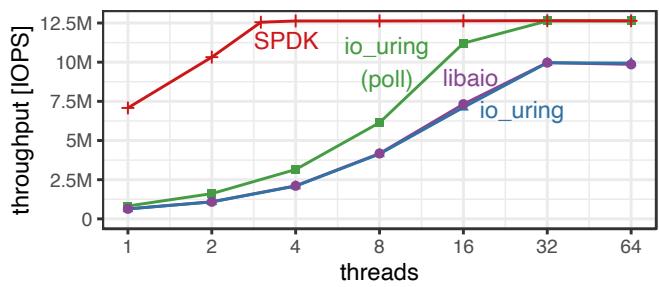 throughput [IOPS]
12.5M
10M
7.5M
5M
2.5M
0
SPDK
io_uring
(poll)
libaio
io_uring
1 2 4 8 16 32 64
threads